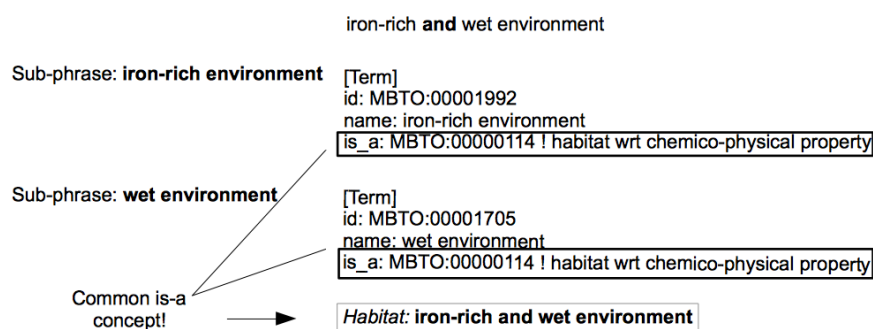 iron-rich and wet environment
Sub-phrase: iron-rich environment
[Term]
id: MBTO:00001992
name: iron-rich environment
is_a: MBTO:00000114 ! habitat wrt chemico-physical property
Sub-phrase: wet environment
[Term]
id: MBTO:00001705
name: wet environment
is_a: MBTO:00000114 ! habitat wrt chemico-physical property
Common is-a
concept!
Habitat: iron-rich and wet environment